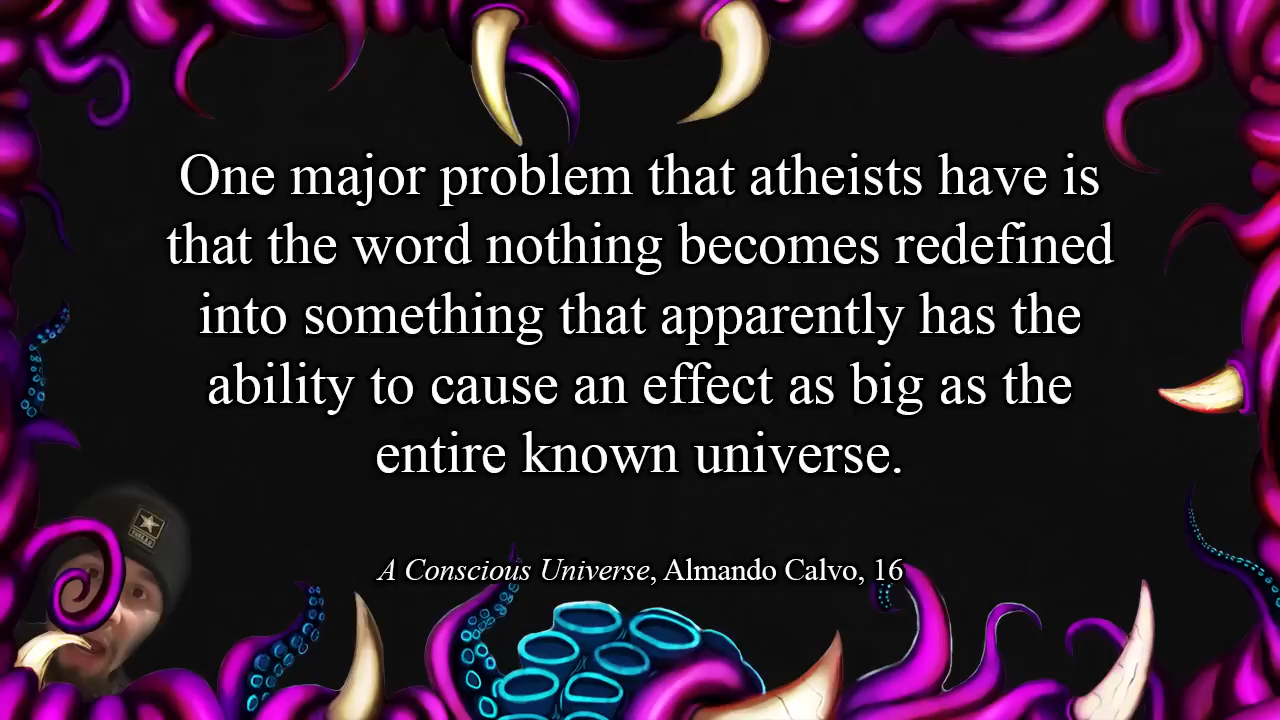 One major problem that atheists have is
that the word nothing becomes redefined
into something that apparently has the
ability to cause an effect as big as the
entire known universe.
A Conscious Universe, Almando Calvo, 16